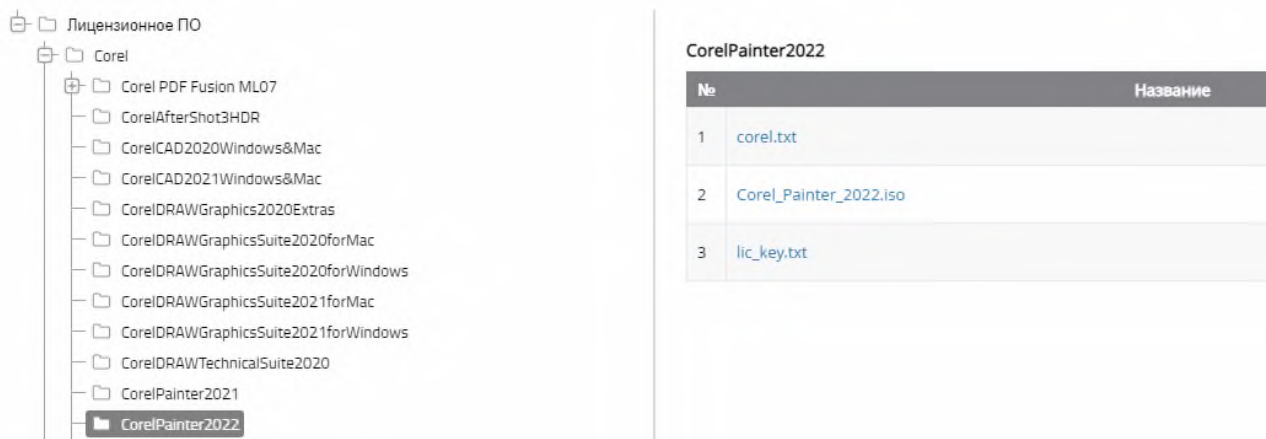 Лицензионное ПО
Corel
Corel PDF Fusion ML07
CorelAfterShot3HDR
CorelCAD2020Windows&Mac
CorelCAD2021Windows&Mac
CorelDRAWGraphics2020Extras
CorelDRAWGraphicsSuite2020forMac
CorelDRAWGraphicsSuite2020forWindows
CorelDRAWGraphicsSuite2021forMac
CorelDRAWGraphicsSuite2021forWindows
CorelDRAWTechnicalSuite2020
CorelPainter2021
CorelPainter2022
CorelPainter2022
№ Название
1 corel.txt
2 Corel_Painter_2022.iso
3 lic_key.txt